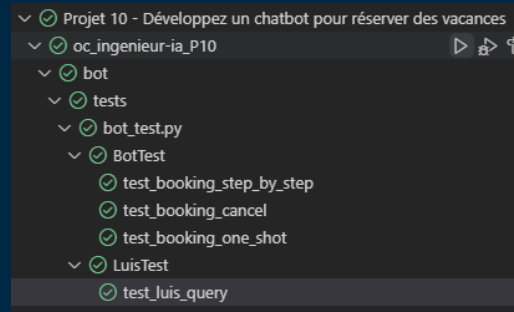 Projet 10 - Développez un chatbot pour réserver des vacances
oc_ingenieur-ia_P10
bot
tests
bot_test.py
BotTest
test_booking_step_by_step
test_booking_cancel
test_booking_one_shot
LuisTest
test_luis_query